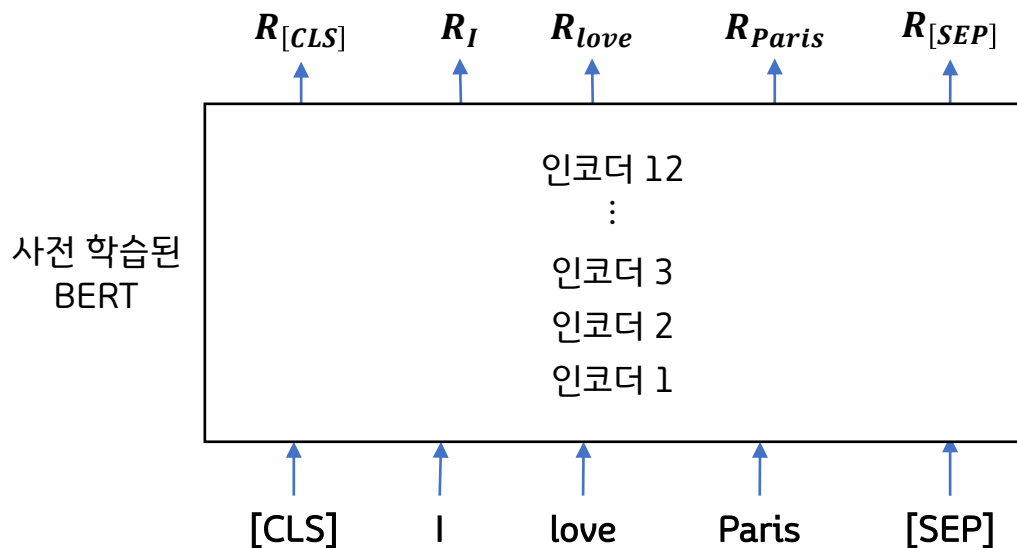 R[CLS] R_I R_love R_Paris R[SEP]
인코더 12
⋮
사전 학습된
BERT
인코더 3
인코더 2
인코더 1
[CLS] I love Paris [SEP]